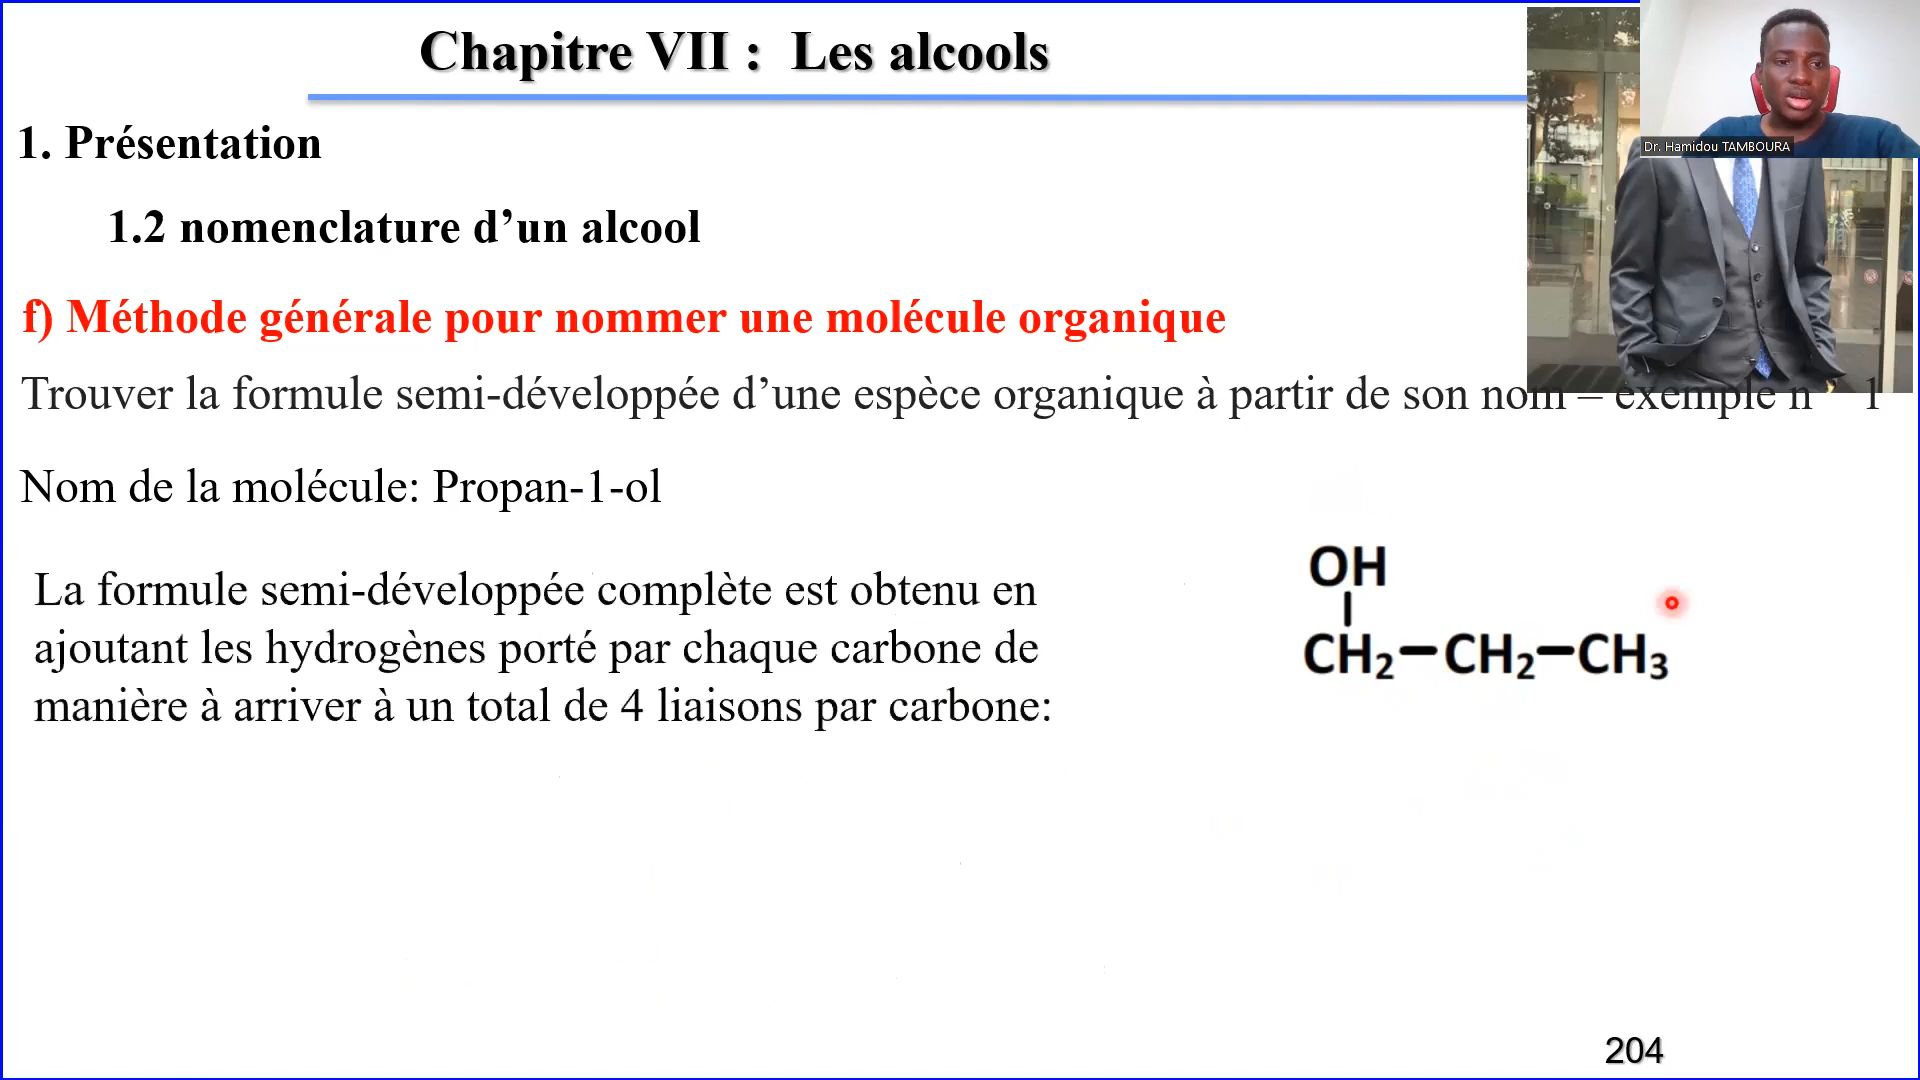 Chapitre VII : Les alcools
Dr. Hamidou TAMBOURA
1. Présentation
1.2 nomenclature d’un alcool
f) Méthode générale pour nommer une molécule organique
Trouver la formule semi-développée d’une espèce organique à partir de son nom – exemple n° 1
Nom de la molécule: Propan-1-ol
La formule semi-développée complète est obtenu en
ajoutant les hydrogènes porté par chaque carbone de
manière à arriver à un total de 4 liaisons par carbone:
OH
CH₂–CH₂–CH₃
204